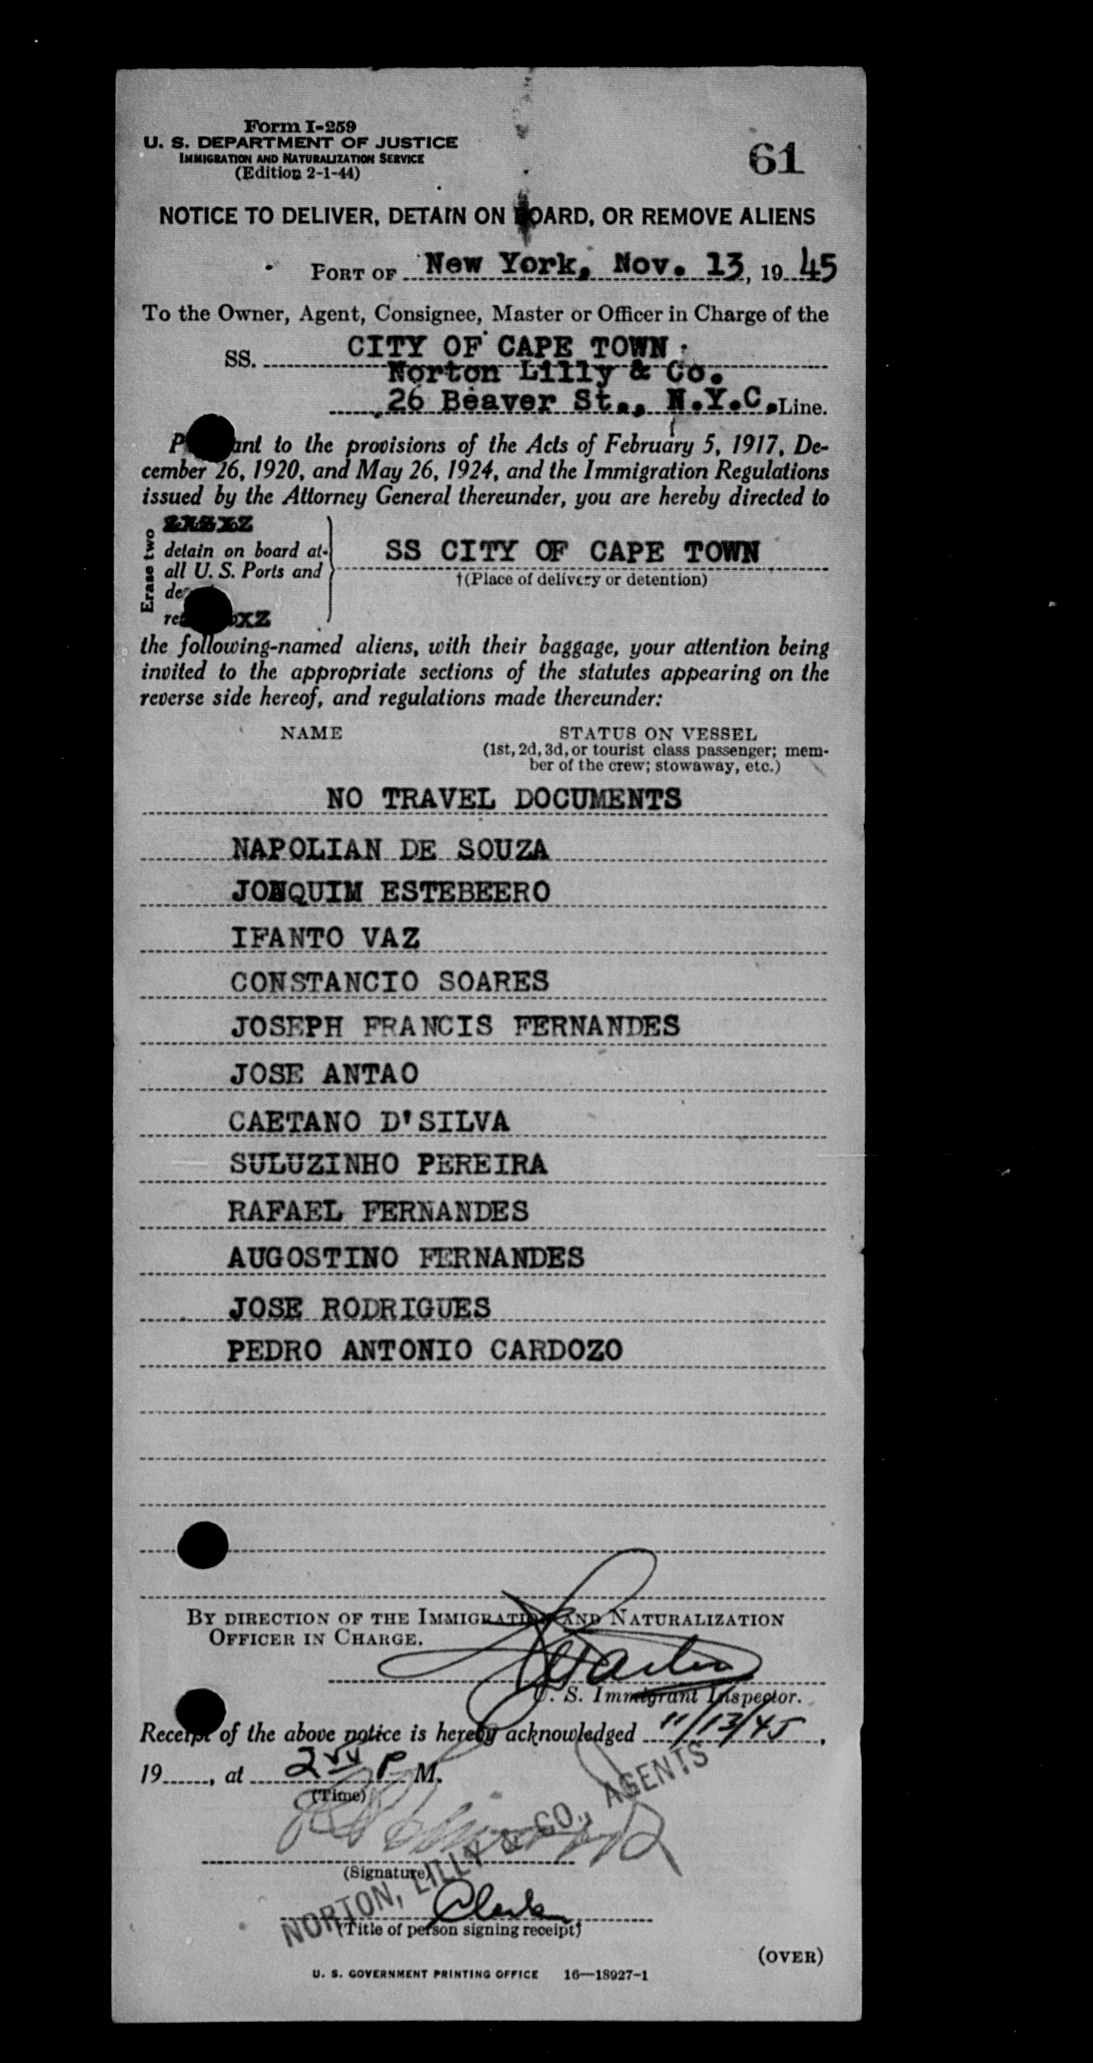 Form I-259
U. S. DEPARTMENT OF JUSTICE
IMMIGRATION AND NATURALIZATION SERVICE
(Edition 2-1-44)
61
NOTICE TO DELIVER, DETAIN ON BOARD, OR REMOVE ALIENS
PORT OF New York, Nov. 13, 19 45
To the Owner, Agent, Consignee, Master or Officer in Charge of the
SS. CITY OF CAPE TOWN
Norton Lilly & Co.
26 Beaver St., N.Y.C. Line.
Pursuant to the provisions of the Acts of February 5, 1917, De-
cember 26, 1920, and May 26, 1924, and the Immigration Regulations
issued by the Attorney General thereunder, you are hereby directed to
Erase two
detain on board at
all U. S. Ports and
SS CITY OF CAPE TOWN
†(Place of delivery or detention)
the following-named aliens, with their baggage, your attention being
invited to the appropriate sections of the statutes appearing on the
reverse side hereof, and regulations made thereunder:
NAME STATUS ON VESSEL
(1st, 2d, 3d, or tourist class passenger; mem-
ber of the crew; stowaway, etc.)
NO TRAVEL DOCUMENTS
NAPOLIAN DE SOUZA
JOAQUIM ESTEBEERO
IFANTO VAZ
CONSTANCIO SOARES
JOSEPH FRANCIS FERNANDES
JOSE ANTAO
CAETANO D'SILVA
SULUZINHO PEREIRA
RAFAEL FERNANDES
AUGOSTINO FERNANDES
JOSE RODRIGUES
PEDRO ANTONIO CARDOZO
BY DIRECTION OF THE IMMIGRATION AND NATURALIZATION
OFFICER IN CHARGE.
U. S. Immigrant Inspector.
Receipt of the above notice is hereby acknowledged 11/13/45,
19......, at P. M.
(Time)
(Signature)
NORTON, LILLY & CO., AGENTS
Clerk
(Title of person signing receipt)
(OVER)
U. S. GOVERNMENT PRINTING OFFICE 16—18927-1